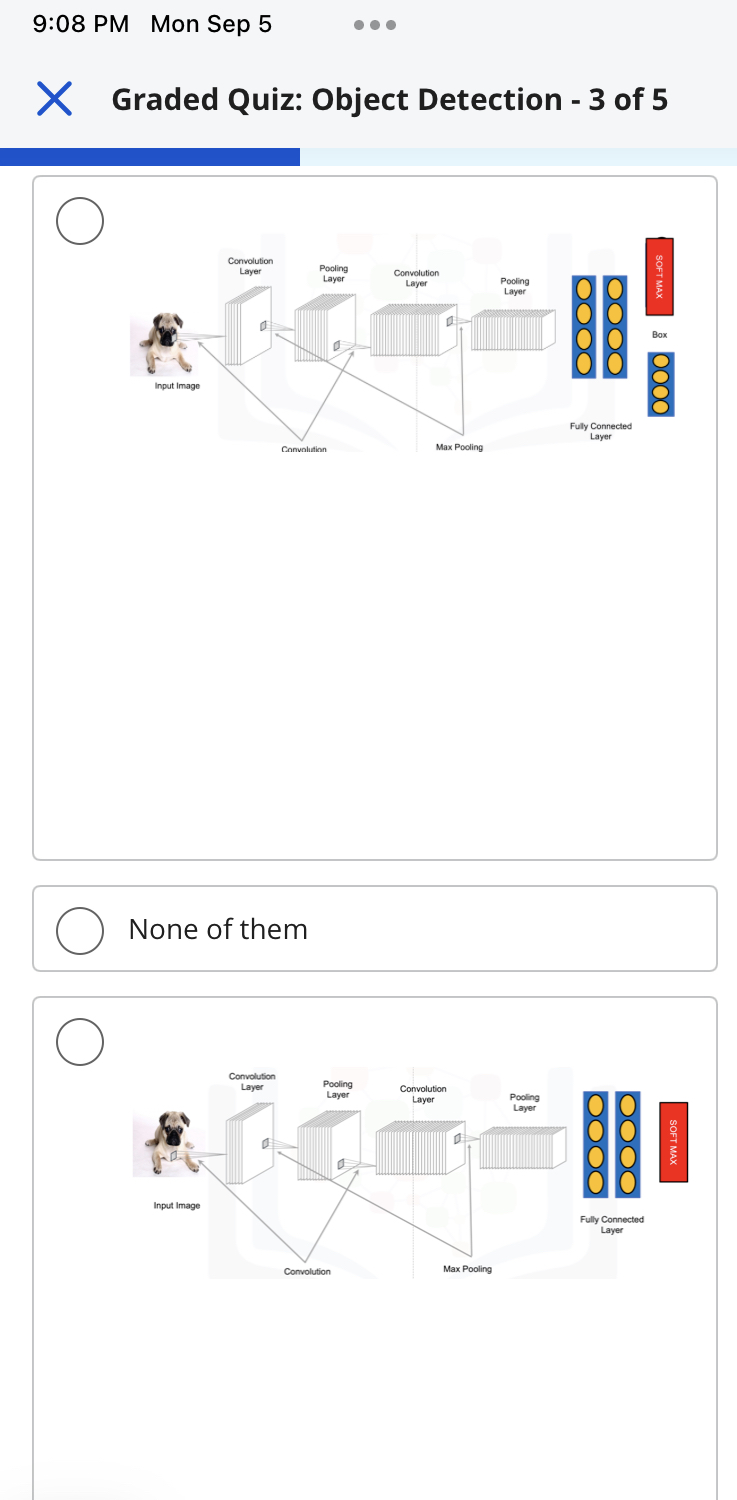 9:08 PM Mon Sep 5
Graded Quiz: Object Detection - 3 of 5
Convolution
Layer
Pooling
Layer
Convolution
Layer
Pooling
Layer
SOFT MAX
Box
Input Image
Fully Connected
Layer
Convolution
Max Pooling
None of them
Convolution
Layer
Pooling
Layer
Convolution
Layer
Pooling
Layer
SOFT MAX
Input Image
Fully Connected
Layer
Convolution
Max Pooling